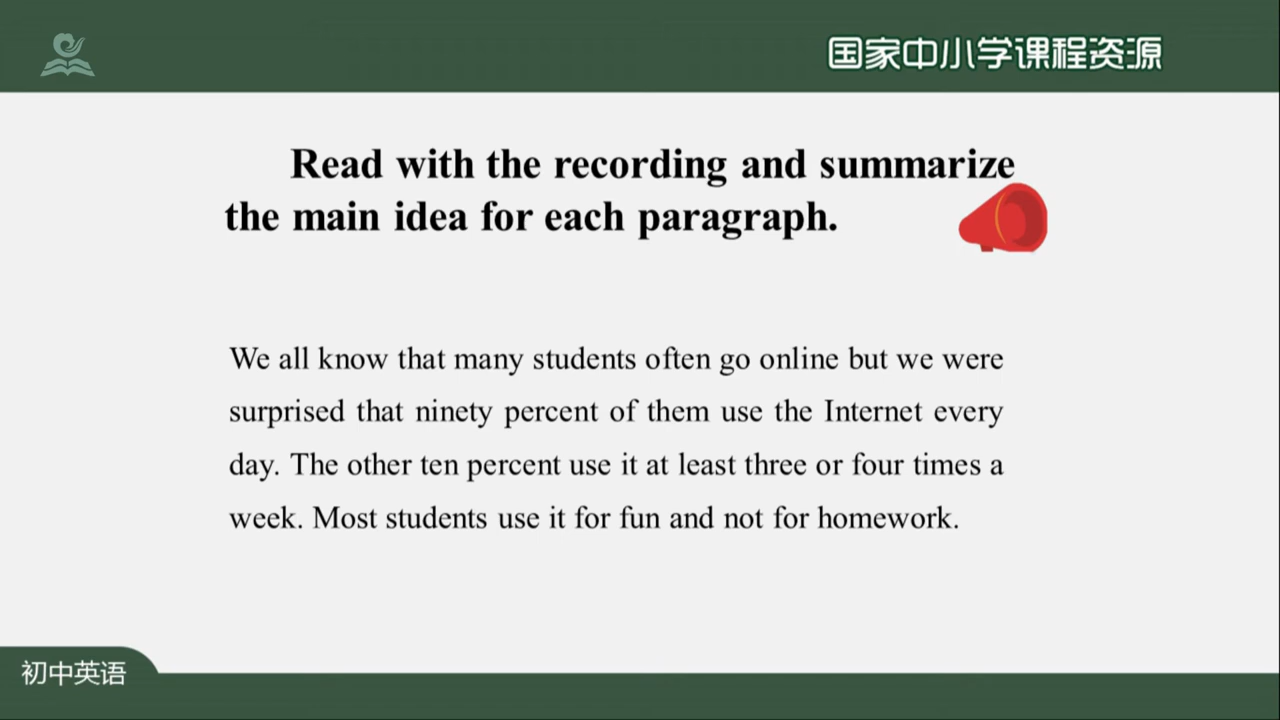 国家中小学课程资源
Read with the recording and summarize
the main idea for each paragraph.
We all know that many students often go online but we were
surprised that ninety percent of them use the Internet every
day. The other ten percent use it at least three or four times a
week. Most students use it for fun and not for homework.
初中英语